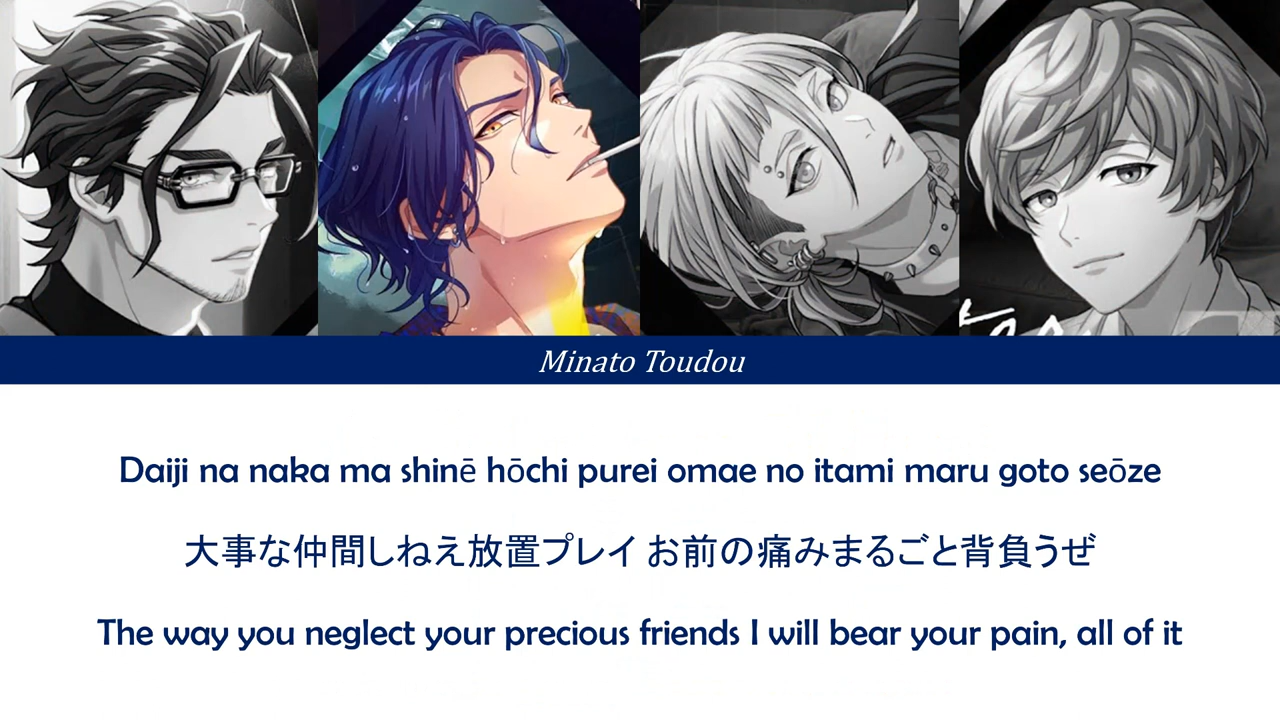 Minato Toudou
Daiji na naka ma shinē hōchi purei omae no itami maru goto seōze
大事な仲間しねえ放置プレイ お前の痛みまるごと背負うぜ
The way you neglect your precious friends I will bear your pain, all of it